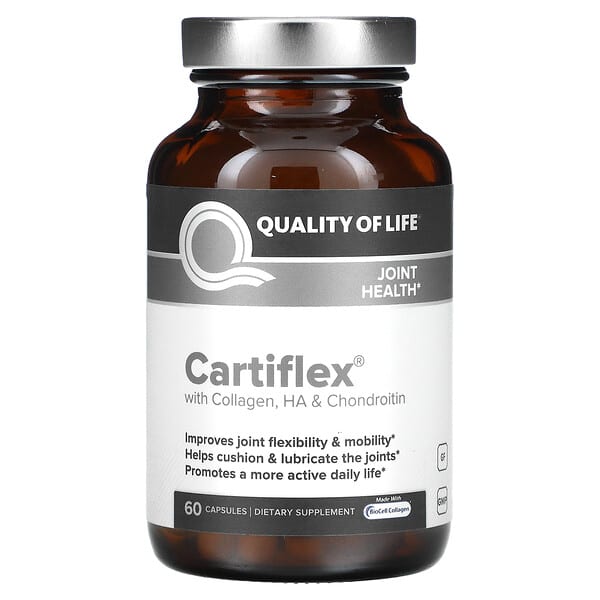 QUALITY OF LIFE®
JOINT
HEALTH*
Cartiflex®
with Collagen, HA & Chondroitin
Improves joint flexibility & mobility*
Helps cushion & lubricate the joints*
Promotes a more active daily life*
GF
GMP
60 CAPSULES | DIETARY SUPPLEMENT
Made With
BioCell Collagen